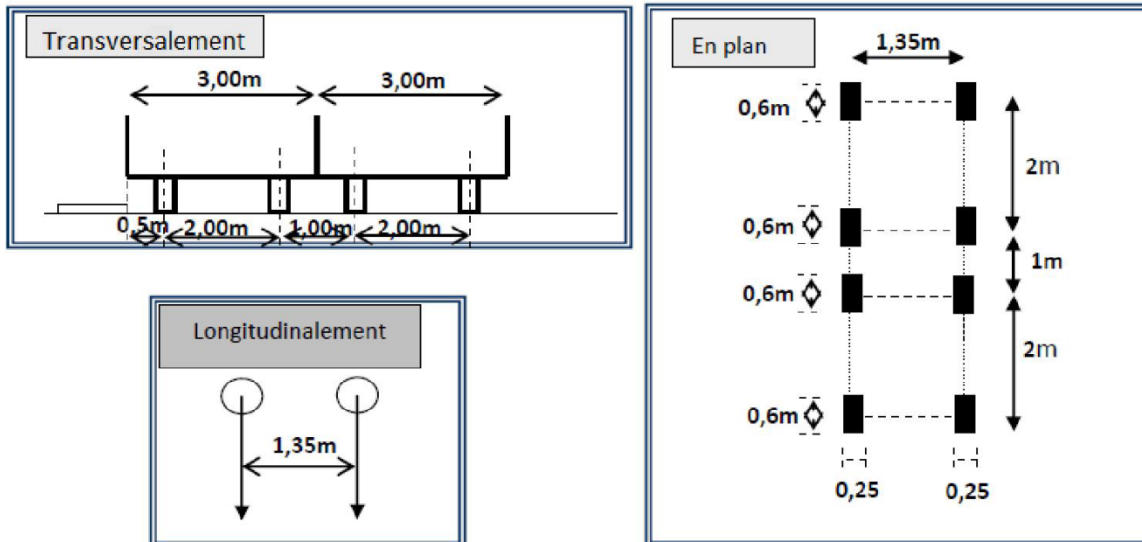 Transversalement
3,00m 3,00m
0,5m 2,00m 1,00m 2,00m
Longitudinalement
1,35m
En plan
1,35m
0,6m
2m
0,6m
1m
0,6m
2m
0,6m
0,25 0,25